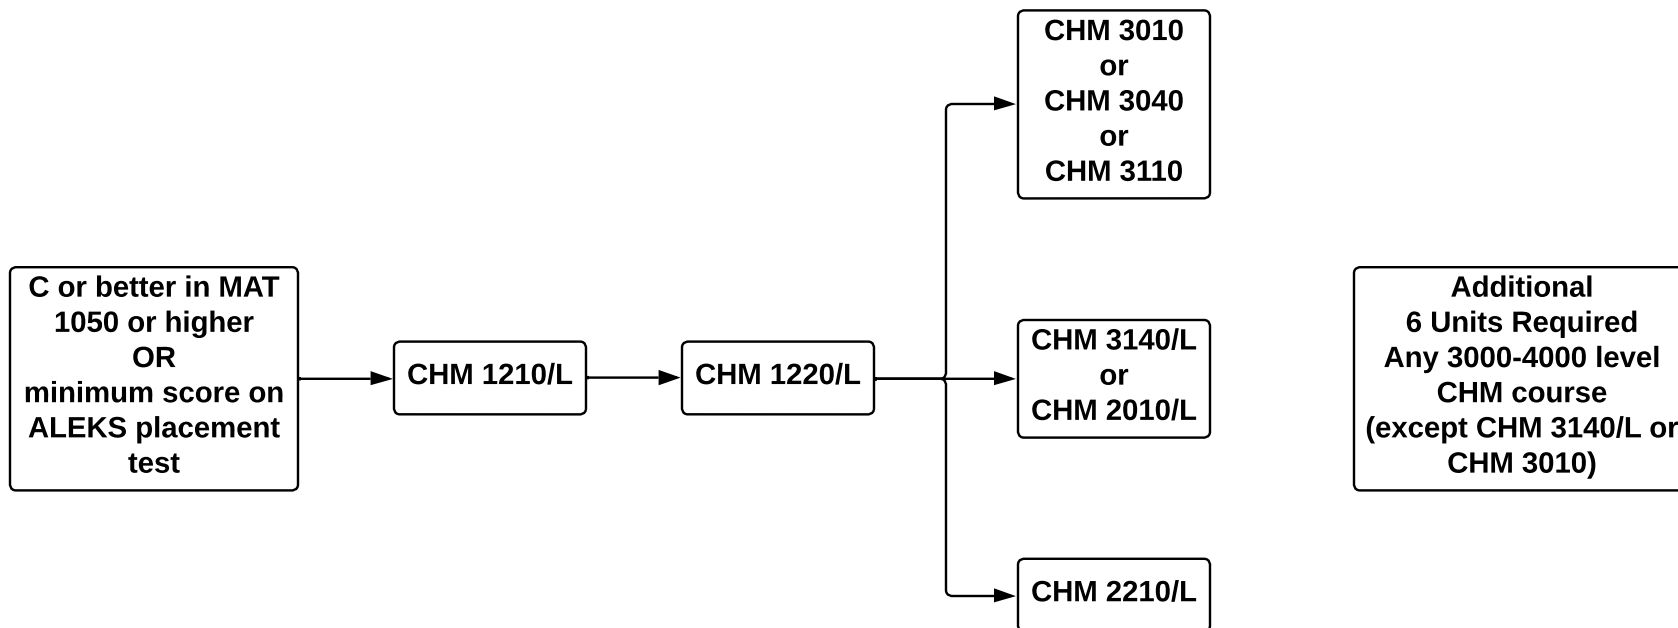 CHM 3010
or
CHM 3040
or
CHM 3110
C or better in MAT
1050 or higher
OR
minimum score on
ALEKS placement
test
CHM 1210/L
CHM 1220/L
CHM 3140/L
or
CHM 2010/L
Additional
6 Units Required
Any 3000-4000 level
CHM course
(except CHM 3140/L or
CHM 3010)
CHM 2210/L